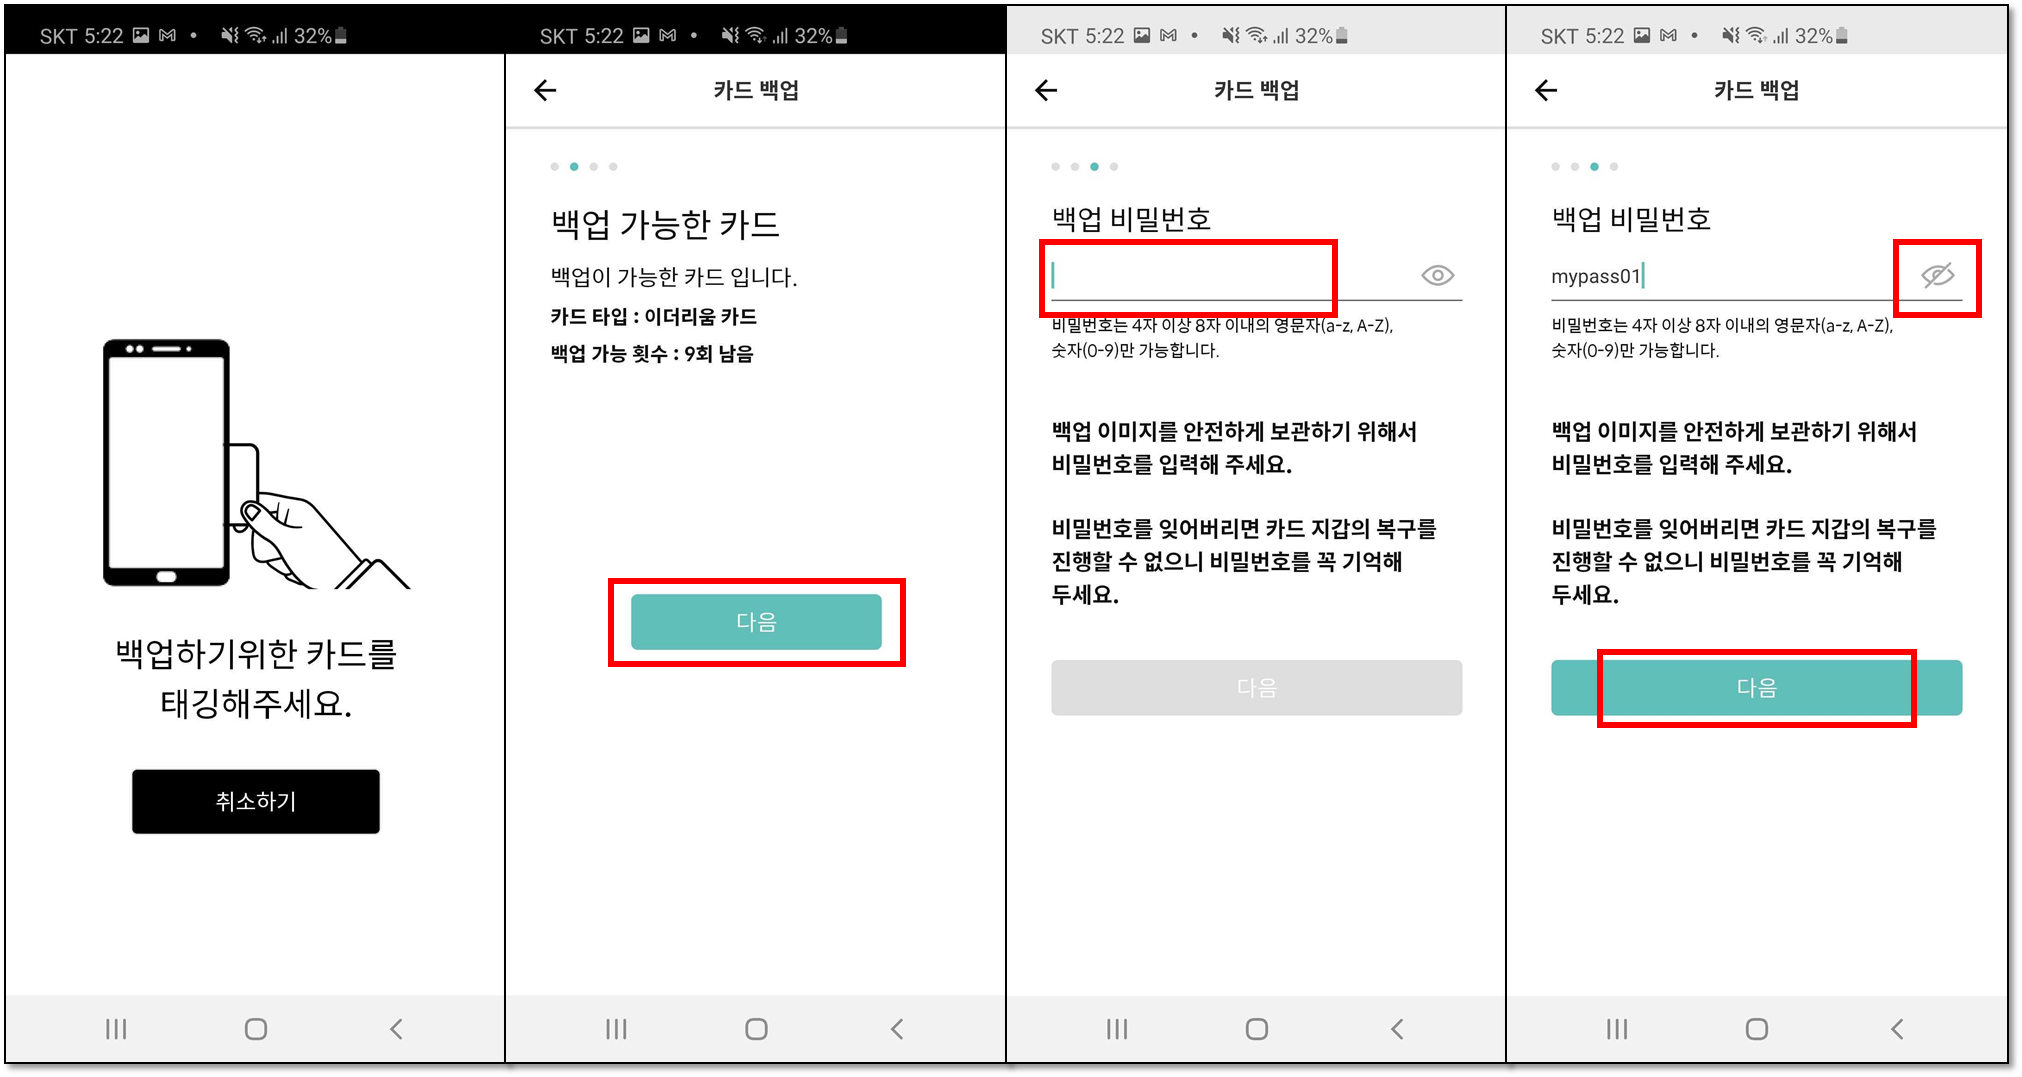 SKT 5:22 32%
백업하기위한 카드를
태깅해주세요.
취소하기
SKT 5:22 32%
카드 백업
백업 가능한 카드
백업이 가능한 카드 입니다.
카드 타입 : 이더리움 카드
백업 가능 횟수 : 9회 남음
다음
SKT 5:22 32%
카드 백업
백업 비밀번호
비밀번호는 4자 이상 8자 이내의 영문자(a-z, A-Z),
숫자(0-9)만 가능합니다.
백업 이미지를 안전하게 보관하기 위해서
비밀번호를 입력해 주세요.
비밀번호를 잊어버리면 카드 지갑의 복구를
진행할 수 없으니 비밀번호를 꼭 기억해
두세요.
다음
SKT 5:22 32%
카드 백업
백업 비밀번호
mypass01
비밀번호는 4자 이상 8자 이내의 영문자(a-z, A-Z),
숫자(0-9)만 가능합니다.
백업 이미지를 안전하게 보관하기 위해서
비밀번호를 입력해 주세요.
비밀번호를 잊어버리면 카드 지갑의 복구를
진행할 수 없으니 비밀번호를 꼭 기억해
두세요.
다음